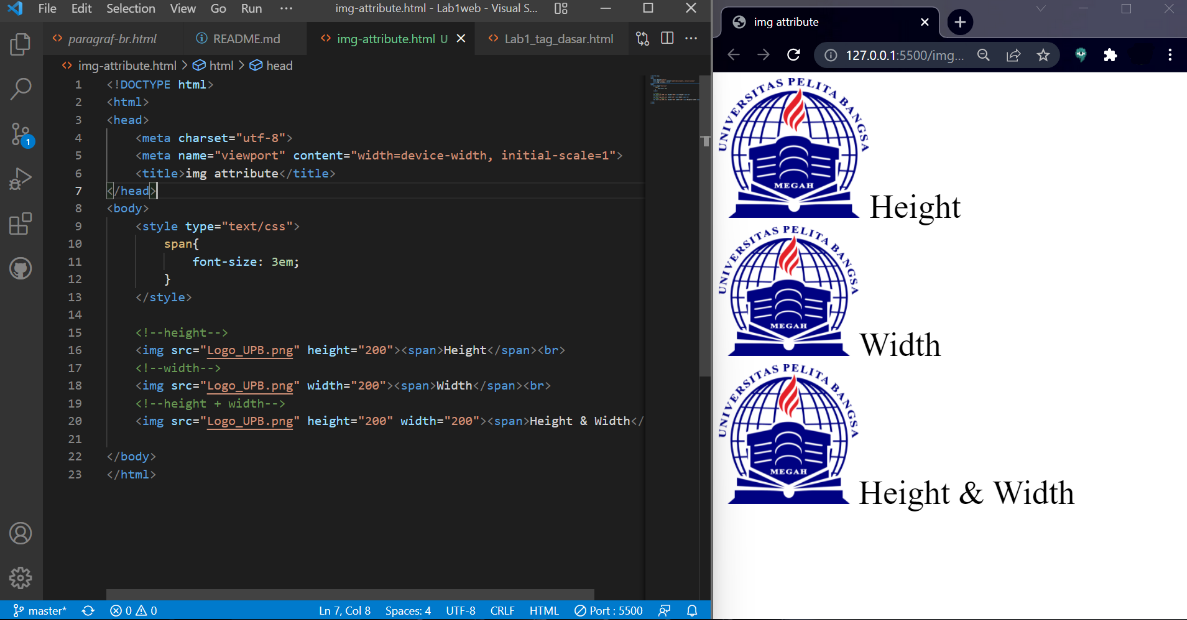 File Edit Selection View Go Run ··· img-attribute.html - Lab1web - Visual S...
paragraf-br.html README.md img-attribute.html U Lab1_tag_dasar.html ···
img-attribute.html > html > head
1 <!DOCTYPE html>
2 <html>
3 <head>
4 <meta charset="utf-8">
5 <meta name="viewport" content="width=device-width, initial-scale=1">
6 <title>img attribute</title>
7 </head>
8 <body>
9 <style type="text/css">
10 span{
11 font-size: 3em;
12 }
13 </style>
14
15 <!--height-->
16 <img src="Logo_UPB.png" height="200"><span>Height</span><br>
17 <!--width-->
18 <img src="Logo_UPB.png" width="200"><span>Width</span><br>
19 <!--height + width-->
20 <img src="Logo_UPB.png" height="200" width="200"><span>Height & Width</
21
22 </body>
23 </html>
1
master* 0 0 Ln 7, Col 8 Spaces: 4 UTF-8 CRLF HTML Port : 5500
img attribute
127.0.0.1:5500/img...
UNIVERSITAS PELITA BANGSA
MEGAH
Height
UNIVERSITAS PELITA BANGSA
MEGAH
Width
UNIVERSITAS PELITA BANGSA
MEGAH
Height & Width